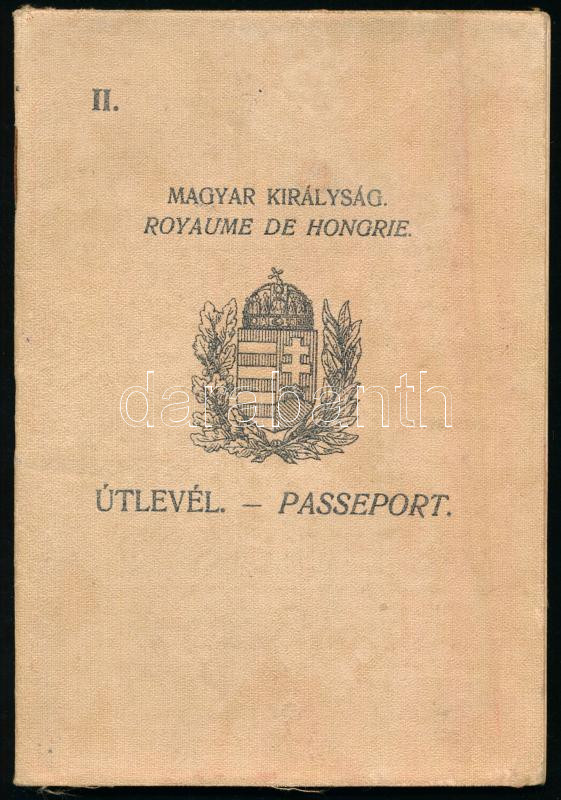 II.
MAGYAR KIRÁLYSÁG.
ROYAUME DE HONGRIE.
darabanth
ÚTLEVÉL. — PASSEPORT.